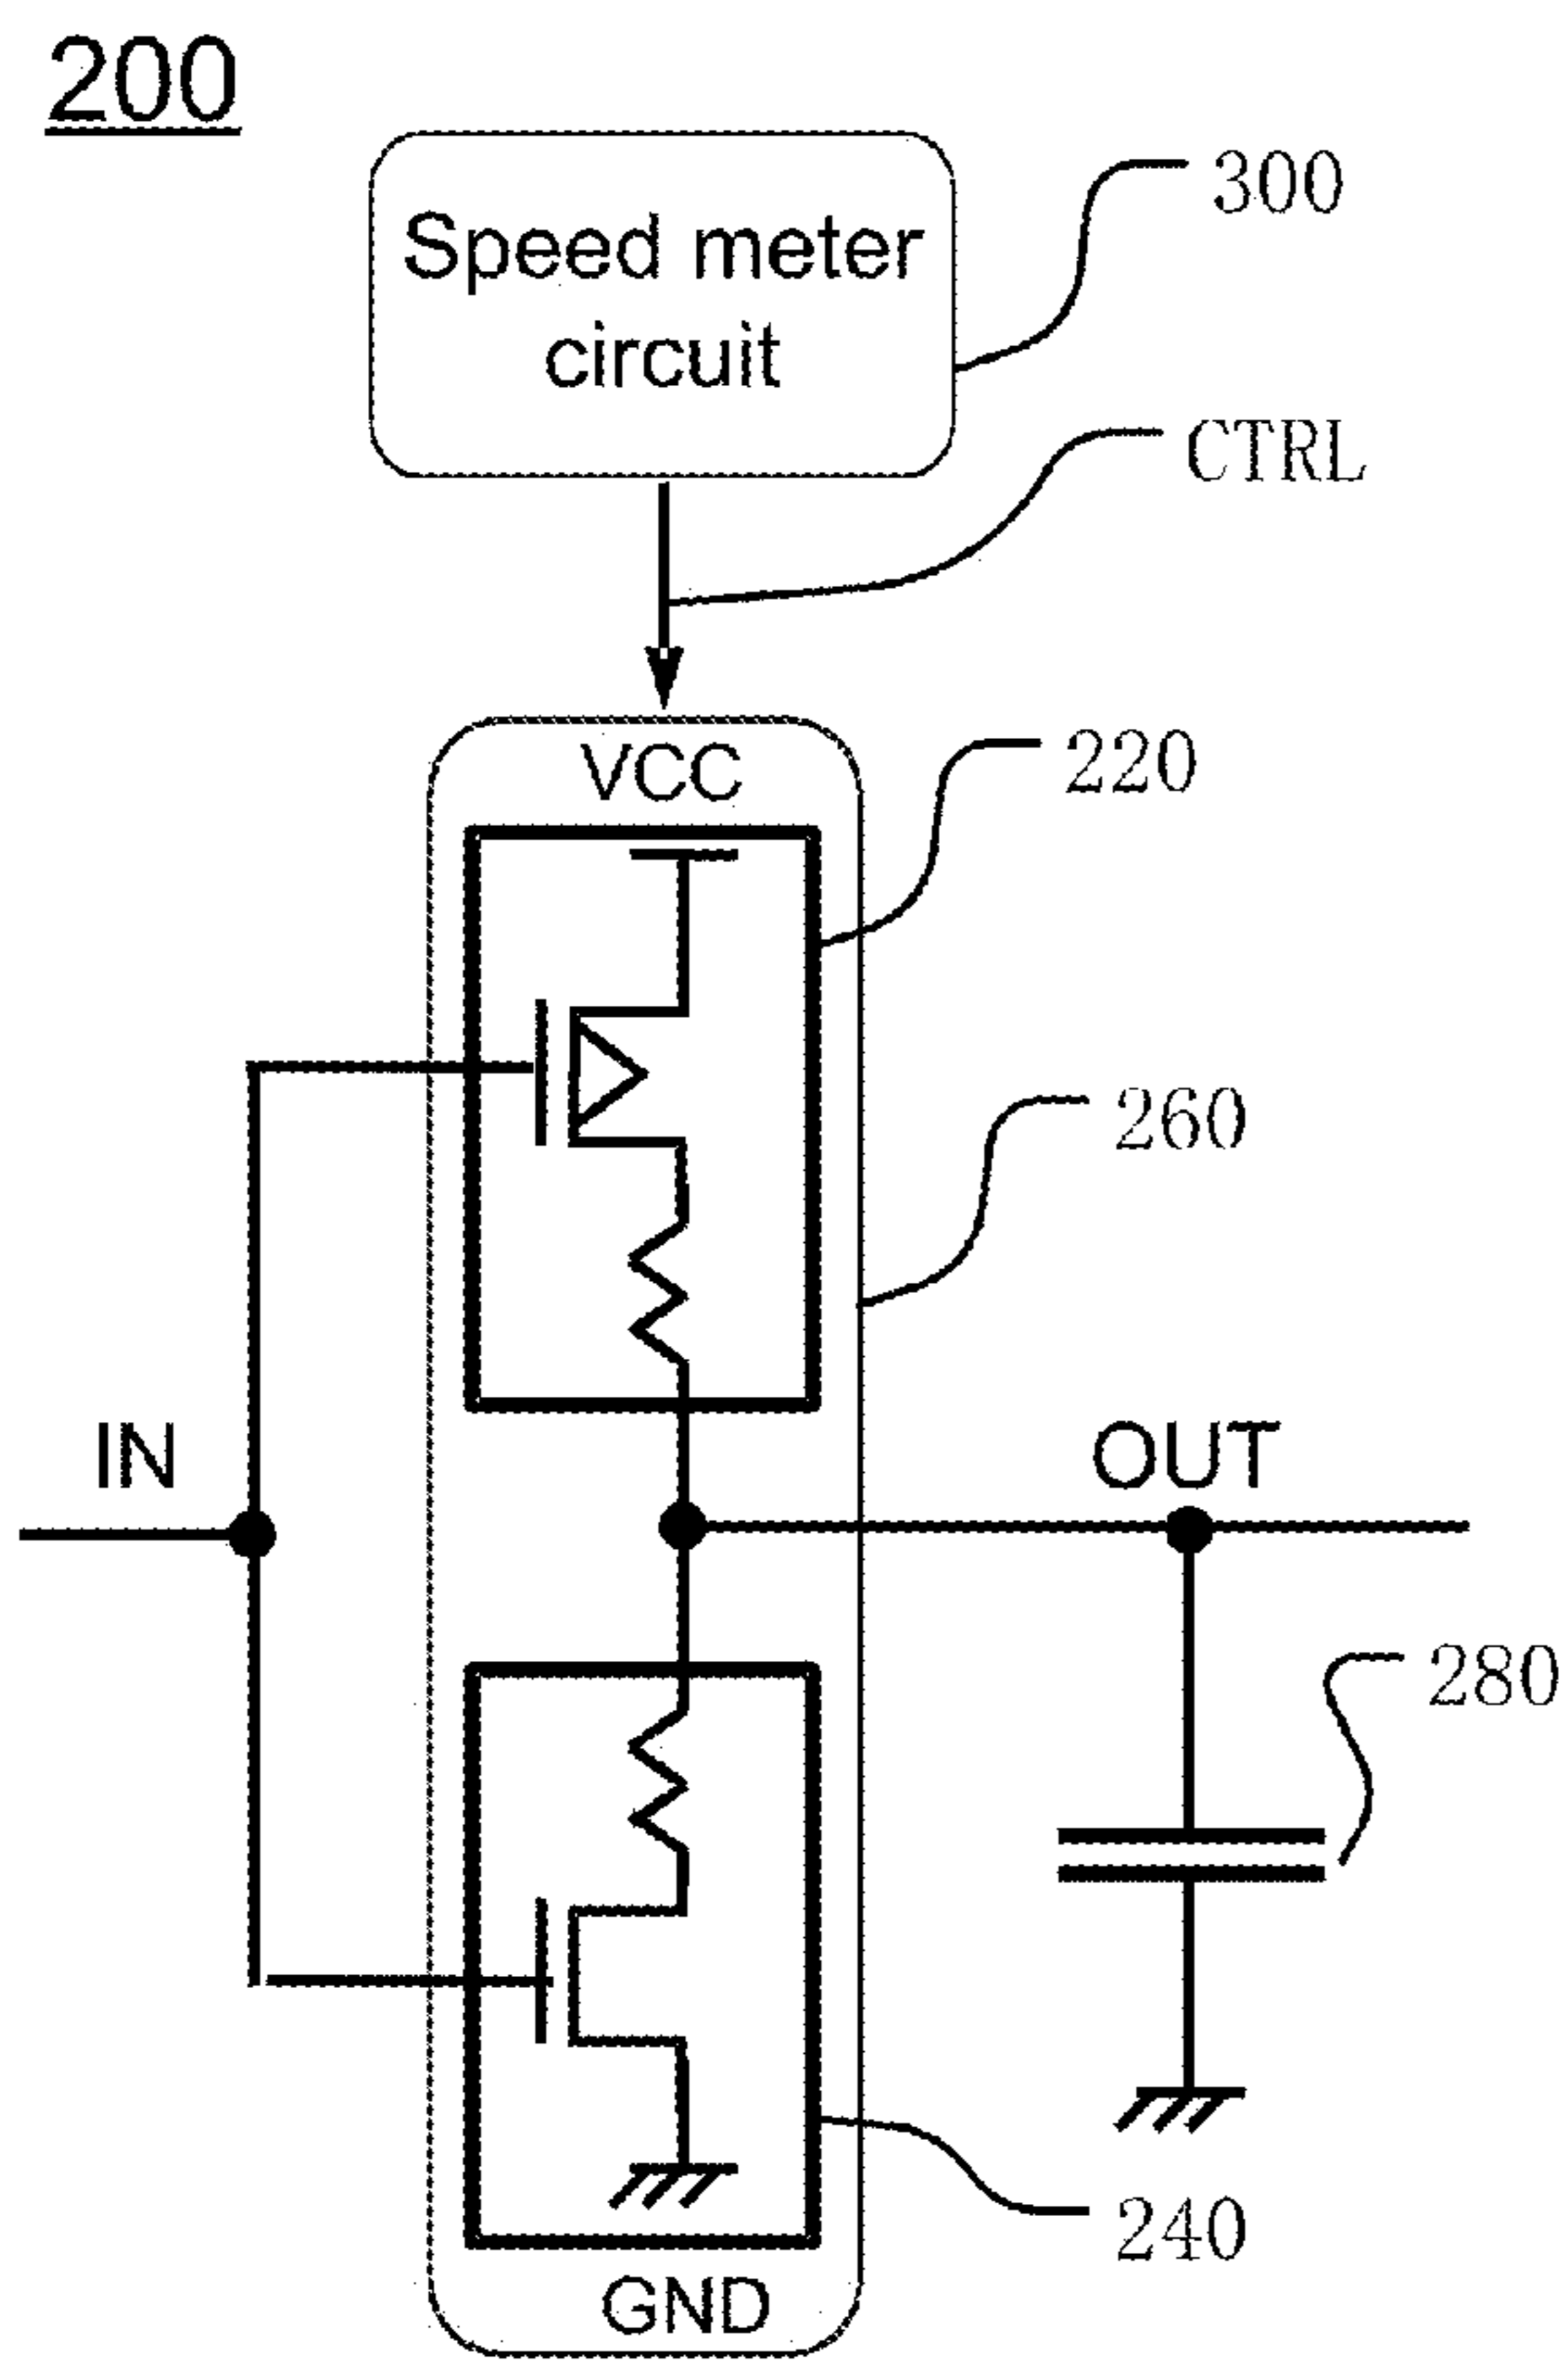 200
Speed meter
circuit
300
CTRL
VCC
220
260
IN
OUT
280
240
GND